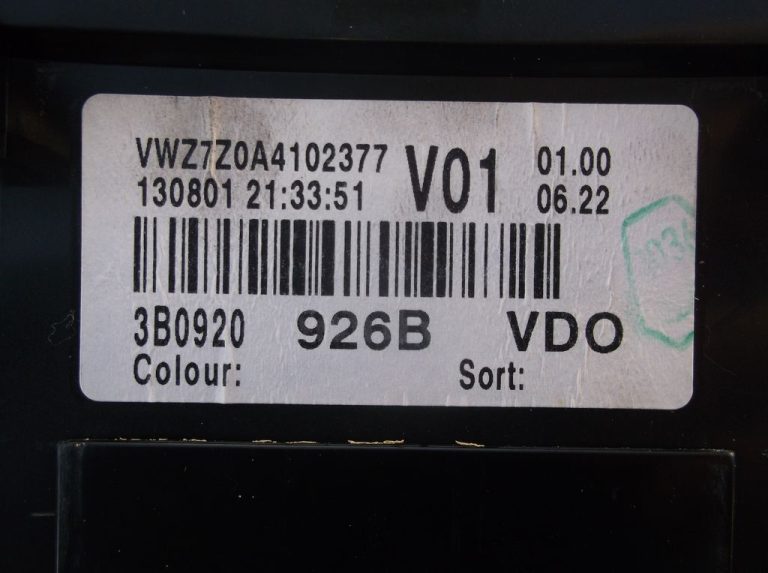 VWZ7Z0A4102377 V01 01.00
130801 21:33:51 06.22
3B0920 926B VDO
Colour: Sort: